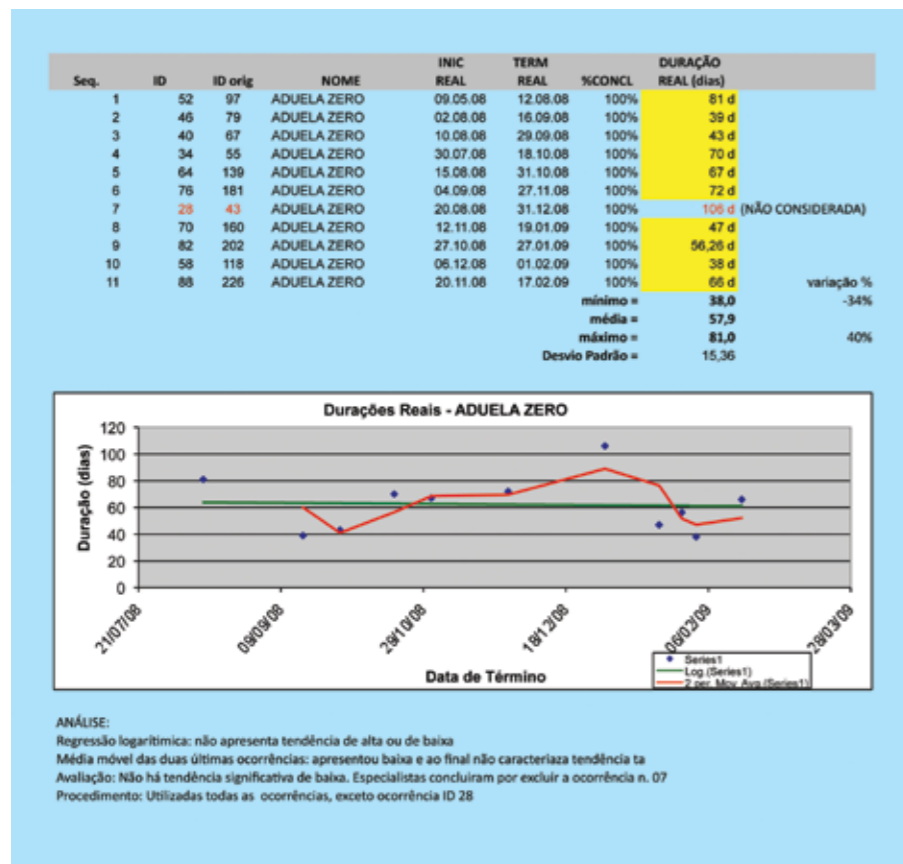 INIC TERM DURAÇÃO
Seq. ID ID orig NOME REAL REAL %CONCL REAL (dias)
1 52 97 ADUELA ZERO 09.05.08 12.08.08 100% 81 d
2 46 79 ADUELA ZERO 02.08.08 16.09.08 100% 39 d
3 40 67 ADUELA ZERO 10.08.08 29.09.08 100% 43 d
4 34 55 ADUELA ZERO 30.07.08 18.10.08 100% 70 d
5 64 139 ADUELA ZERO 15.08.08 31.10.08 100% 67 d
6 76 181 ADUELA ZERO 04.09.08 27.11.08 100% 72 d
7 28 43 ADUELA ZERO 20.08.08 31.12.08 100% 106 d (NÃO CONSIDERADA)
8 70 160 ADUELA ZERO 12.11.08 19.01.09 100% 47 d
9 82 202 ADUELA ZERO 27.10.08 27.01.09 100% 56,26 d
10 58 118 ADUELA ZERO 06.12.08 01.02.09 100% 38 d
11 88 226 ADUELA ZERO 20.11.08 17.02.09 100% 66 d variação %
mínimo = 38,0 -34%
média = 57,9
máximo = 81,0 40%
Desvio Padrão = 15,36
Durações Reais - ADUELA ZERO
Duração (dias)
120
100
80
60
40
20
0
21/07/08 09/09/08 29/10/08 18/12/08 06/02/09 28/03/09
Data de Término
Series1
Log.(Series1)
2 per. Mov. Avg.(Series1)
ANÁLISE:
Regressão logarítimica: não apresenta tendência de alta ou de baixa
Média móvel das duas últimas ocorrências: apresentou baixa e ao final não caracteriaza tendência ta
Avaliação: Não há tendência significativa de baixa. Especialistas concluiram por excluir a ocorrência n. 07
Procedimento: Utilizadas todas as ocorrências, exceto ocorrência ID 28